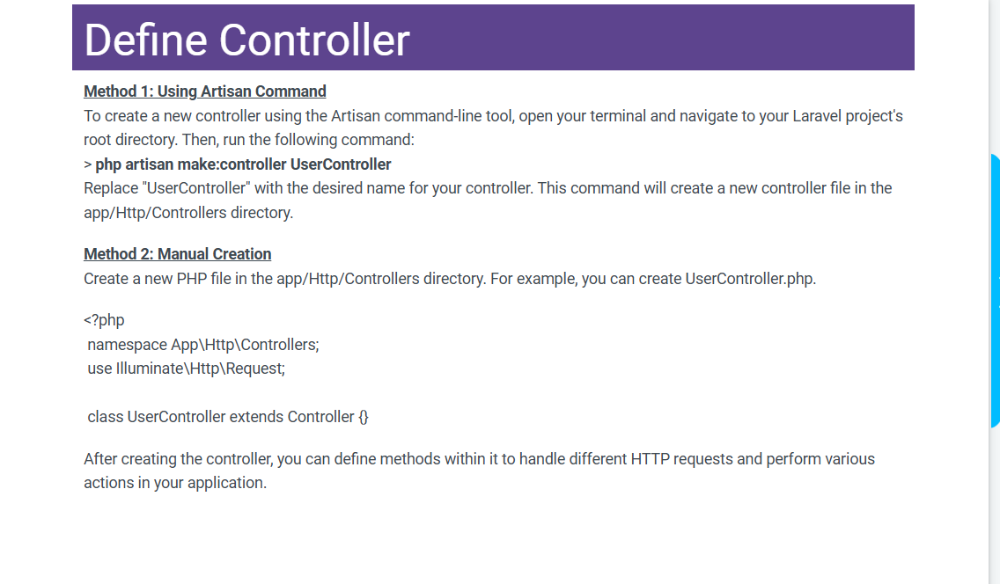 Define Controller
Method 1: Using Artisan Command
To create a new controller using the Artisan command-line tool, open your terminal and navigate to your Laravel project's
root directory. Then, run the following command:
> php artisan make:controller UserController
Replace "UserController" with the desired name for your controller. This command will create a new controller file in the
app/Http/Controllers directory.
Method 2: Manual Creation
Create a new PHP file in the app/Http/Controllers directory. For example, you can create UserController.php.
<?php
namespace App\Http\Controllers;
use Illuminate\Http\Request;
class UserController extends Controller {}
After creating the controller, you can define methods within it to handle different HTTP requests and perform various
actions in your application.